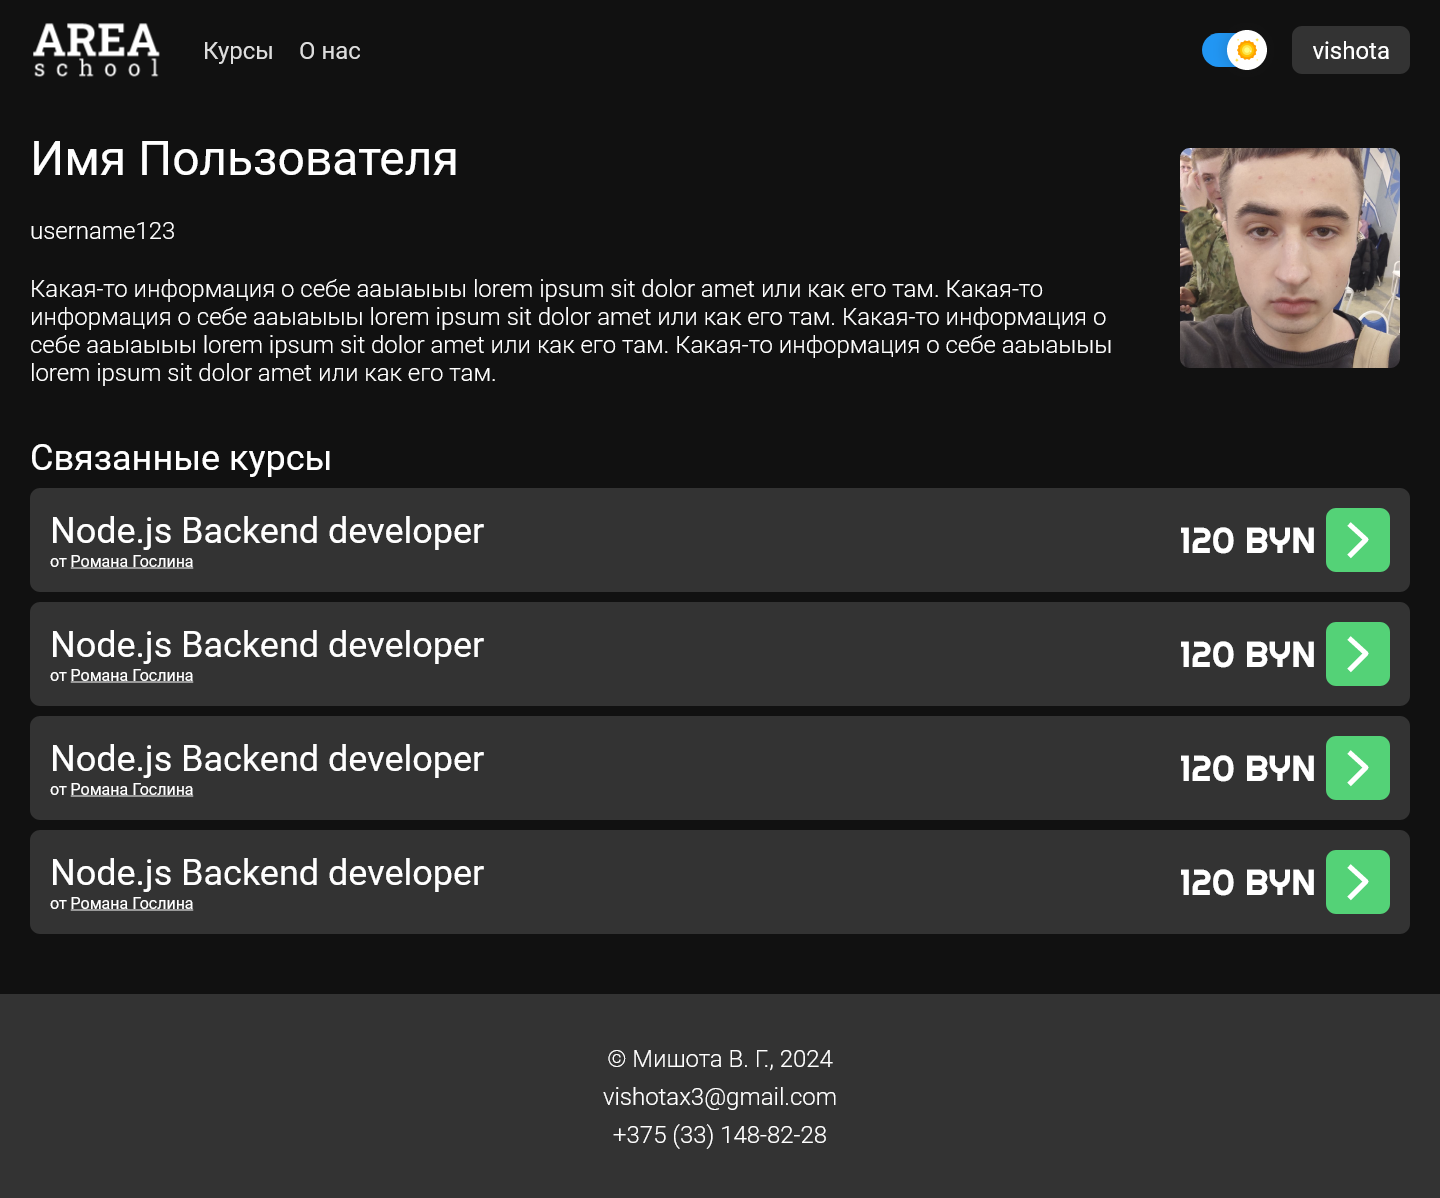 AREA
school
Курсы
О нас
vishota
Имя Пользователя
username123
Какая-то информация о себе ааыаыыы lorem ipsum sit dolor amet или как его там. Какая-то
информация о себе ааыаыыы lorem ipsum sit dolor amet или как его там. Какая-то информация о
себе ааыаыыы lorem ipsum sit dolor amet или как его там. Какая-то информация о себе ааыаыыы
lorem ipsum sit dolor amet или как его там.
Связанные курсы
Node.js Backend developer
от Романа Гослина
120 BYN
Node.js Backend developer
от Романа Гослина
120 BYN
Node.js Backend developer
от Романа Гослина
120 BYN
Node.js Backend developer
от Романа Гослина
120 BYN
© Мишота В. Г., 2024
vishotax3@gmail.com
+375 (33) 148-82-28